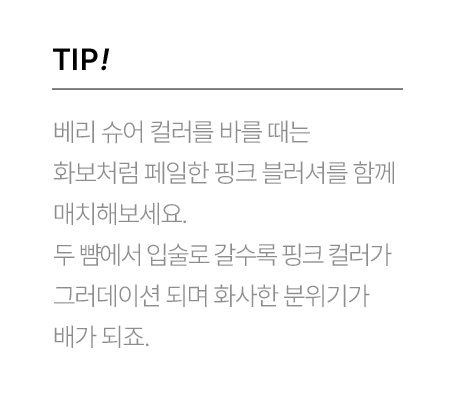 TIP!
베리 슈어 컬러를 바를 때는
화보처럼 페일한 핑크 블러셔를 함께
매치해보세요.
두 뺨에서 입술로 갈수록 핑크 컬러가
그러데이션 되며 화사한 분위기가
배가 되죠.